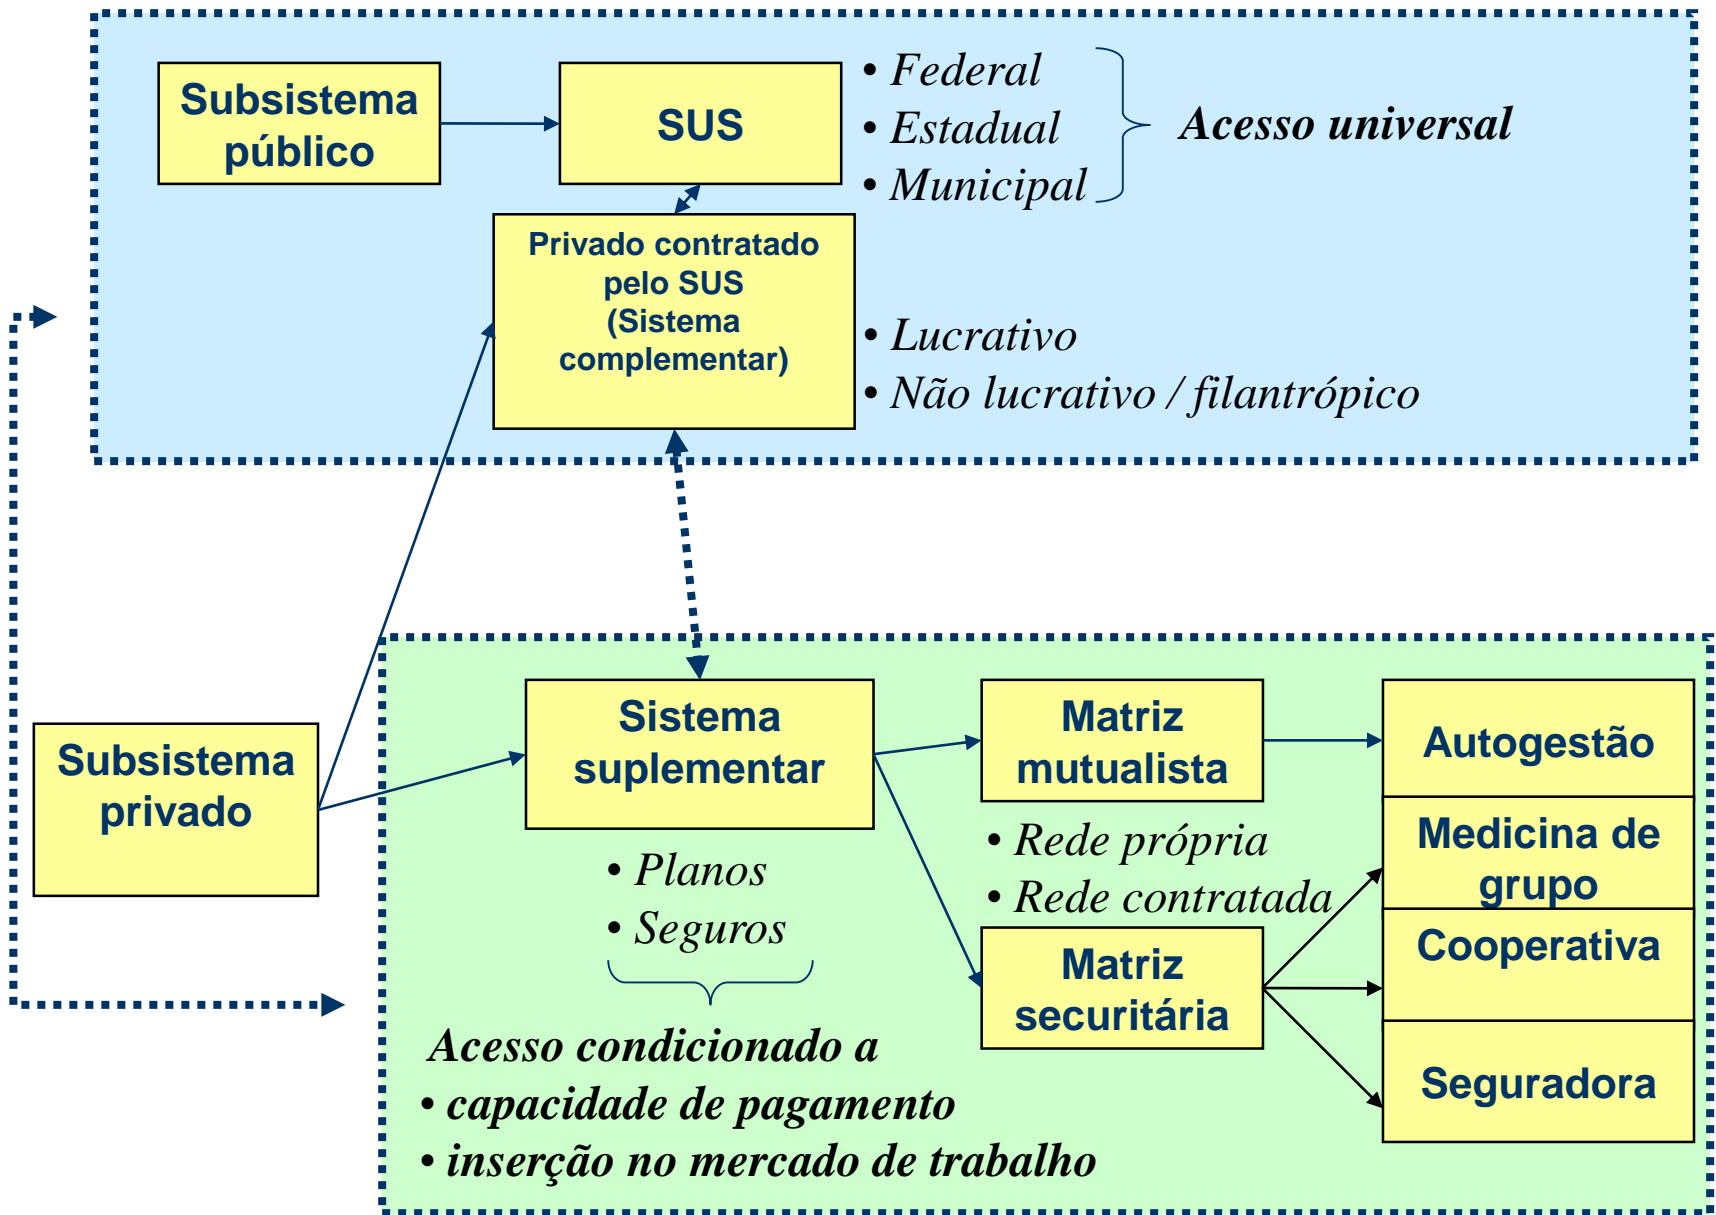 Subsistema
público
SUS
• Federal
• Estadual
• Municipal
Acesso universal
Privado contratado
pelo SUS
(Sistema
complementar)
• Lucrativo
• Não lucrativo / filantrópico
Subsistema
privado
Sistema
suplementar
• Planos
• Seguros
Acesso condicionado a
• capacidade de pagamento
• inserção no mercado de trabalho
Matriz
mutualista
• Rede própria
• Rede contratada
Matriz
securitária
Autogestão
Medicina de
grupo
Cooperativa
Seguradora